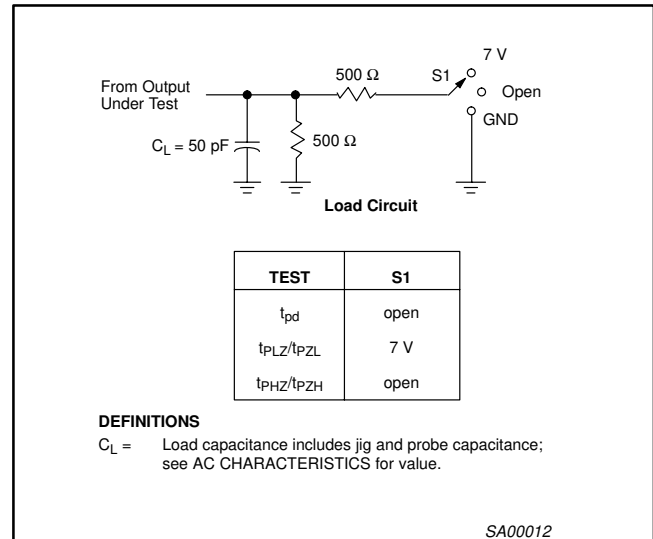 7 V
500 Ω
S1
From Output
Under Test
Open
GND
C_L = 50 pF
500 Ω
Load Circuit
TEST S1
t_pd open
t_PLZ/t_PZL 7 V
t_PHZ/t_PZH open
DEFINITIONS
C_L = Load capacitance includes jig and probe capacitance;
see AC CHARACTERISTICS for value.
SA00012